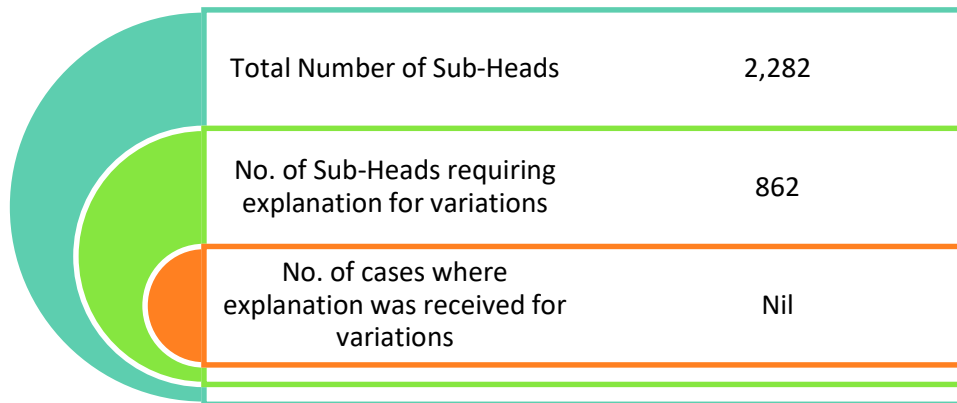 Total Number of Sub-Heads 2,282
No. of Sub-Heads requiring
explanation for variations 862
No. of cases where
explanation was received for
variations Nil